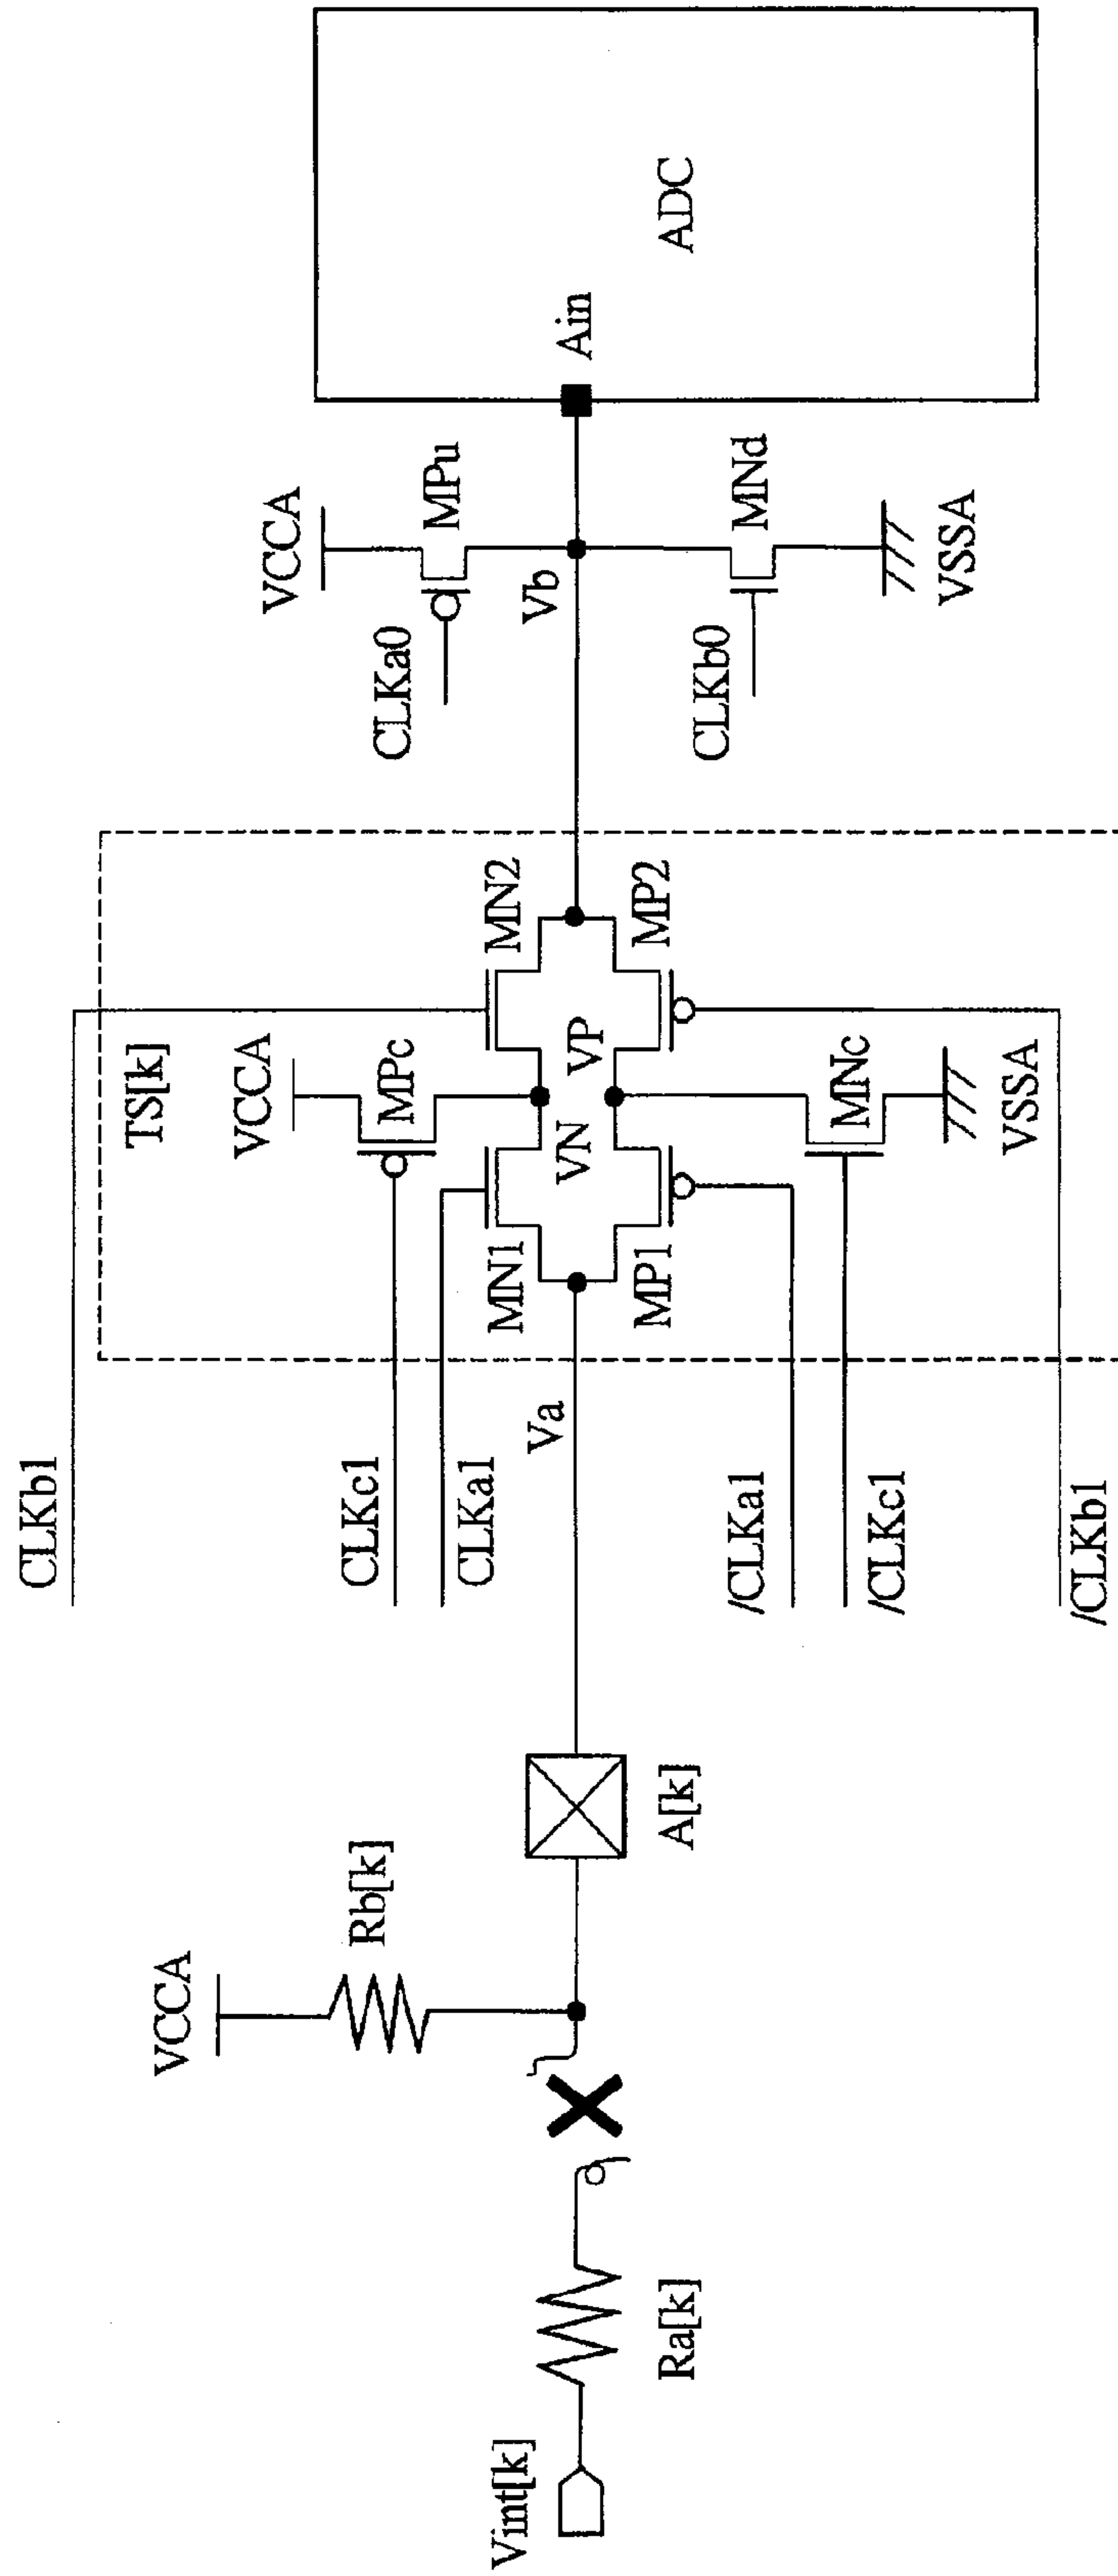 Vint[k]
Ra[k]
VCCA
Rb[k]
A[k]
CLKb1
CLKc1
CLKa1
Va
/CLKa1
/CLKc1
/CLKb1
TS[k]
VCCA
MPc
MN1
VN
MN2
MP1
VP
MP2
MNc
VSSA
VCCA
CLKa0
MPu
Vb
CLKb0
MNd
VSSA
Ain
ADC